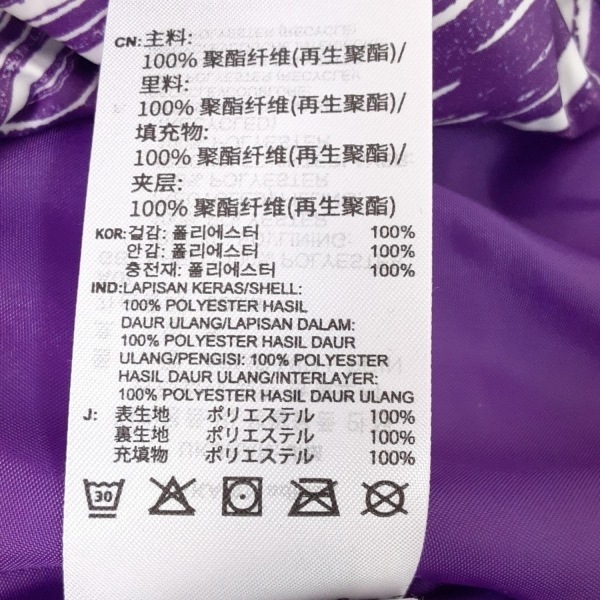 CN:主料:
100% 聚酯纤维(再生聚酯)/
里料:
100% 聚酯纤维(再生聚酯)/
填充物:
100% 聚酯纤维(再生聚酯)/
夹层:
100% 聚酯纤维(再生聚酯)
KOR:겉감: 폴리에스터 100%
안감: 폴리에스터 100%
충전재: 폴리에스터 100%
IND:LAPISAN KERAS/SHELL:
100% POLYESTER HASIL
DAUR ULANG/LAPISAN DALAM:
100% POLYESTER HASIL DAUR
ULANG/PENGISI: 100% POLYESTER
HASIL DAUR ULANG/INTERLAYER:
100% POLYESTER HASIL DAUR ULANG
J: 表生地 ポリエステル 100%
裏生地 ポリエステル 100%
充填物 ポリエステル 100%
30